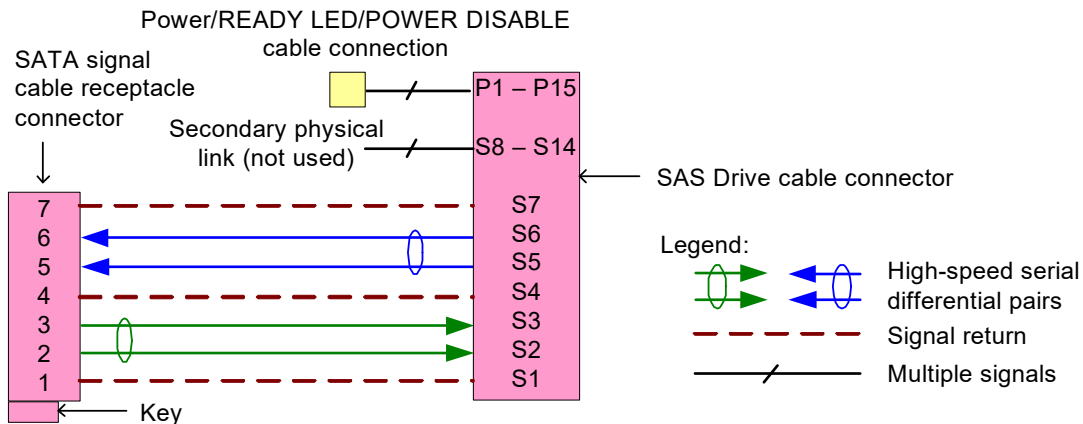 Power/READY LED/POWER DISABLE
cable connection
SATA signal
cable receptacle
connector
P1 – P15
Secondary physical
link (not used)
S8 – S14
SAS Drive cable connector
7
S7
6
S6
5
S5
4
S4
3
S3
2
S2
1
S1
Key
Legend:
High-speed serial
differential pairs
Signal return
Multiple signals